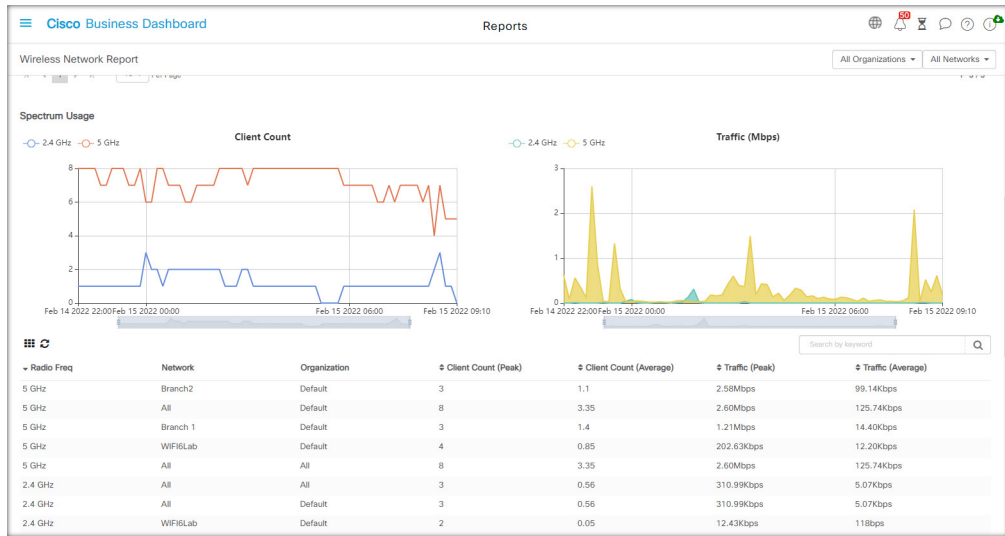 Cisco Business Dashboard
Reports
50
Wireless Network Report
All Organizations
All Networks
Per Page
Spectrum Usage
2.4 GHz 5 GHz
Client Count
2.4 GHz 5 GHz
Traffic (Mbps)
8
6
4
2
0
Feb 14 2022 22:00 Feb 15 2022 00:00 Feb 15 2022 06:00 Feb 15 2022 09:10
3
2
1
0
Feb 14 2022 22:00 Feb 15 2022 00:00 Feb 15 2022 06:00 Feb 15 2022 09:10
Search by keyword
Radio Freq Network Organization Client Count (Peak) Client Count (Average) Traffic (Peak) Traffic (Average)
5 GHz Branch2 Default 3 1.1 2.58Mbps 99.14Kbps
5 GHz All Default 8 3.35 2.60Mbps 125.74Kbps
5 GHz Branch 1 Default 3 1.4 1.21Mbps 14.40Kbps
5 GHz WIFI6Lab Default 4 0.85 202.63Kbps 12.20Kbps
5 GHz All All 8 3.35 2.60Mbps 125.74Kbps
2.4 GHz All All 3 0.56 310.99Kbps 5.07Kbps
2.4 GHz All Default 3 0.56 310.99Kbps 5.07Kbps
2.4 GHz WIFI6Lab Default 2 0.05 12.43Kbps 118bps